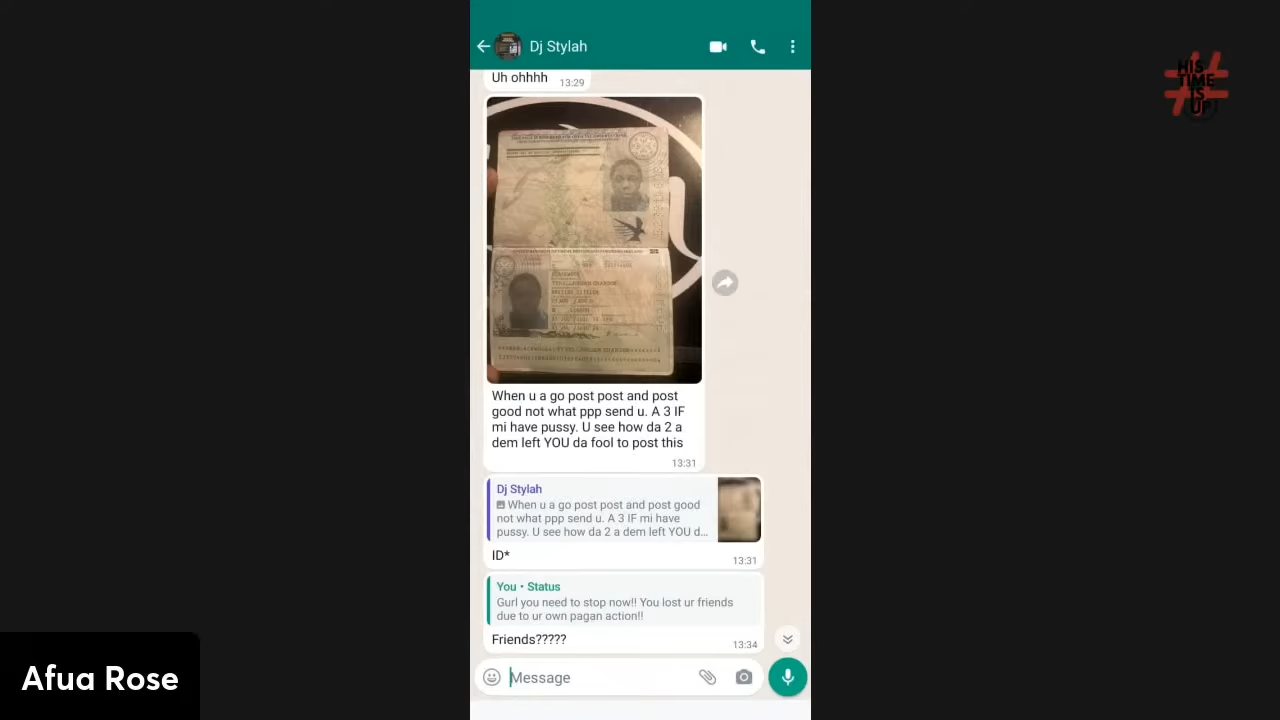 Dj Stylah
Uh ohhhh
13:29
When u a go post post and post
good not what ppp send u. A 3 IF
mi have pussy. U see how da 2 a
dem left YOU da fool to post this
13:31
Dj Stylah
When u a go post post and post good
not what ppp send u. A 3 IF mi have
pussy. U see how da 2 a dem left YOU d...
ID*
13:31
You • Status
Gurl you need to stop now!! You lost ur friends
due to ur own pagan action!!
Friends?????
13:34
Message
HIS
TIME
IS
UP
Afua Rose